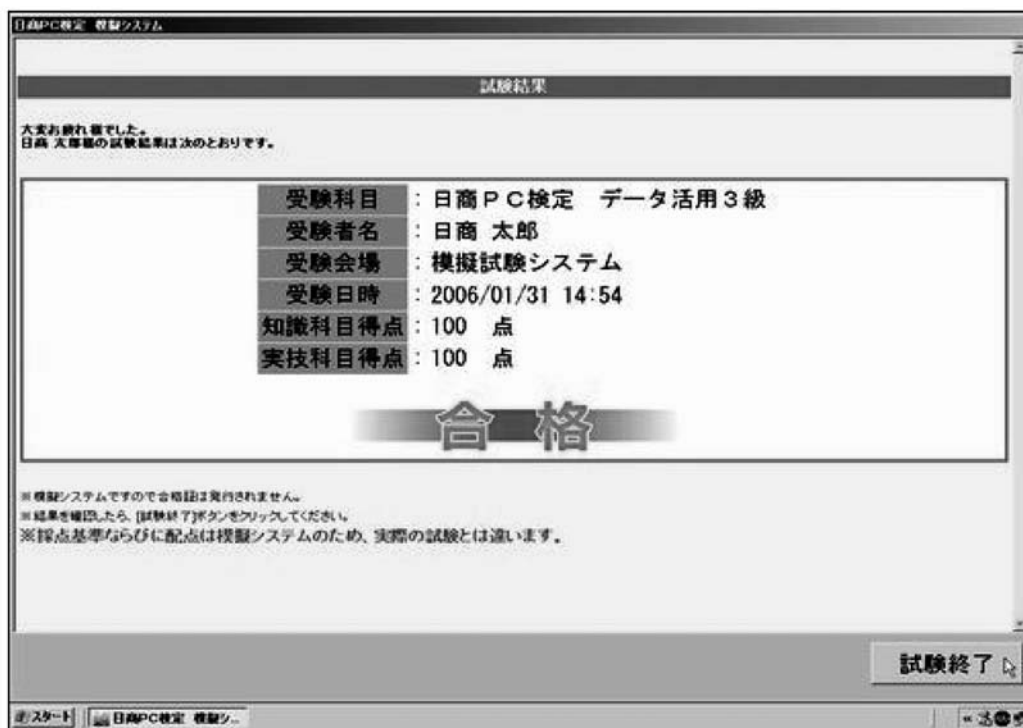 日商PC検定 模擬システム
試験結果
大変お疲れ様でした。
日商 太郎様の試験結果は次のとおりです。
受験科目 : 日商PC検定 データ活用3級
受験者名 : 日商 太郎
受験会場 : 模擬試験システム
受験日時 : 2006/01/31 14:54
知識科目得点 : 100 点
実技科目得点 : 100 点
合格
※模擬システムですので合格証は発行されません。
※結果を確認したら、[試験終了]ボタンをクリックしてください。
※採点基準ならびに配点は模擬システムのため、実際の試験とは違います。
試験終了
スタート
日商PC検定 模擬シ...